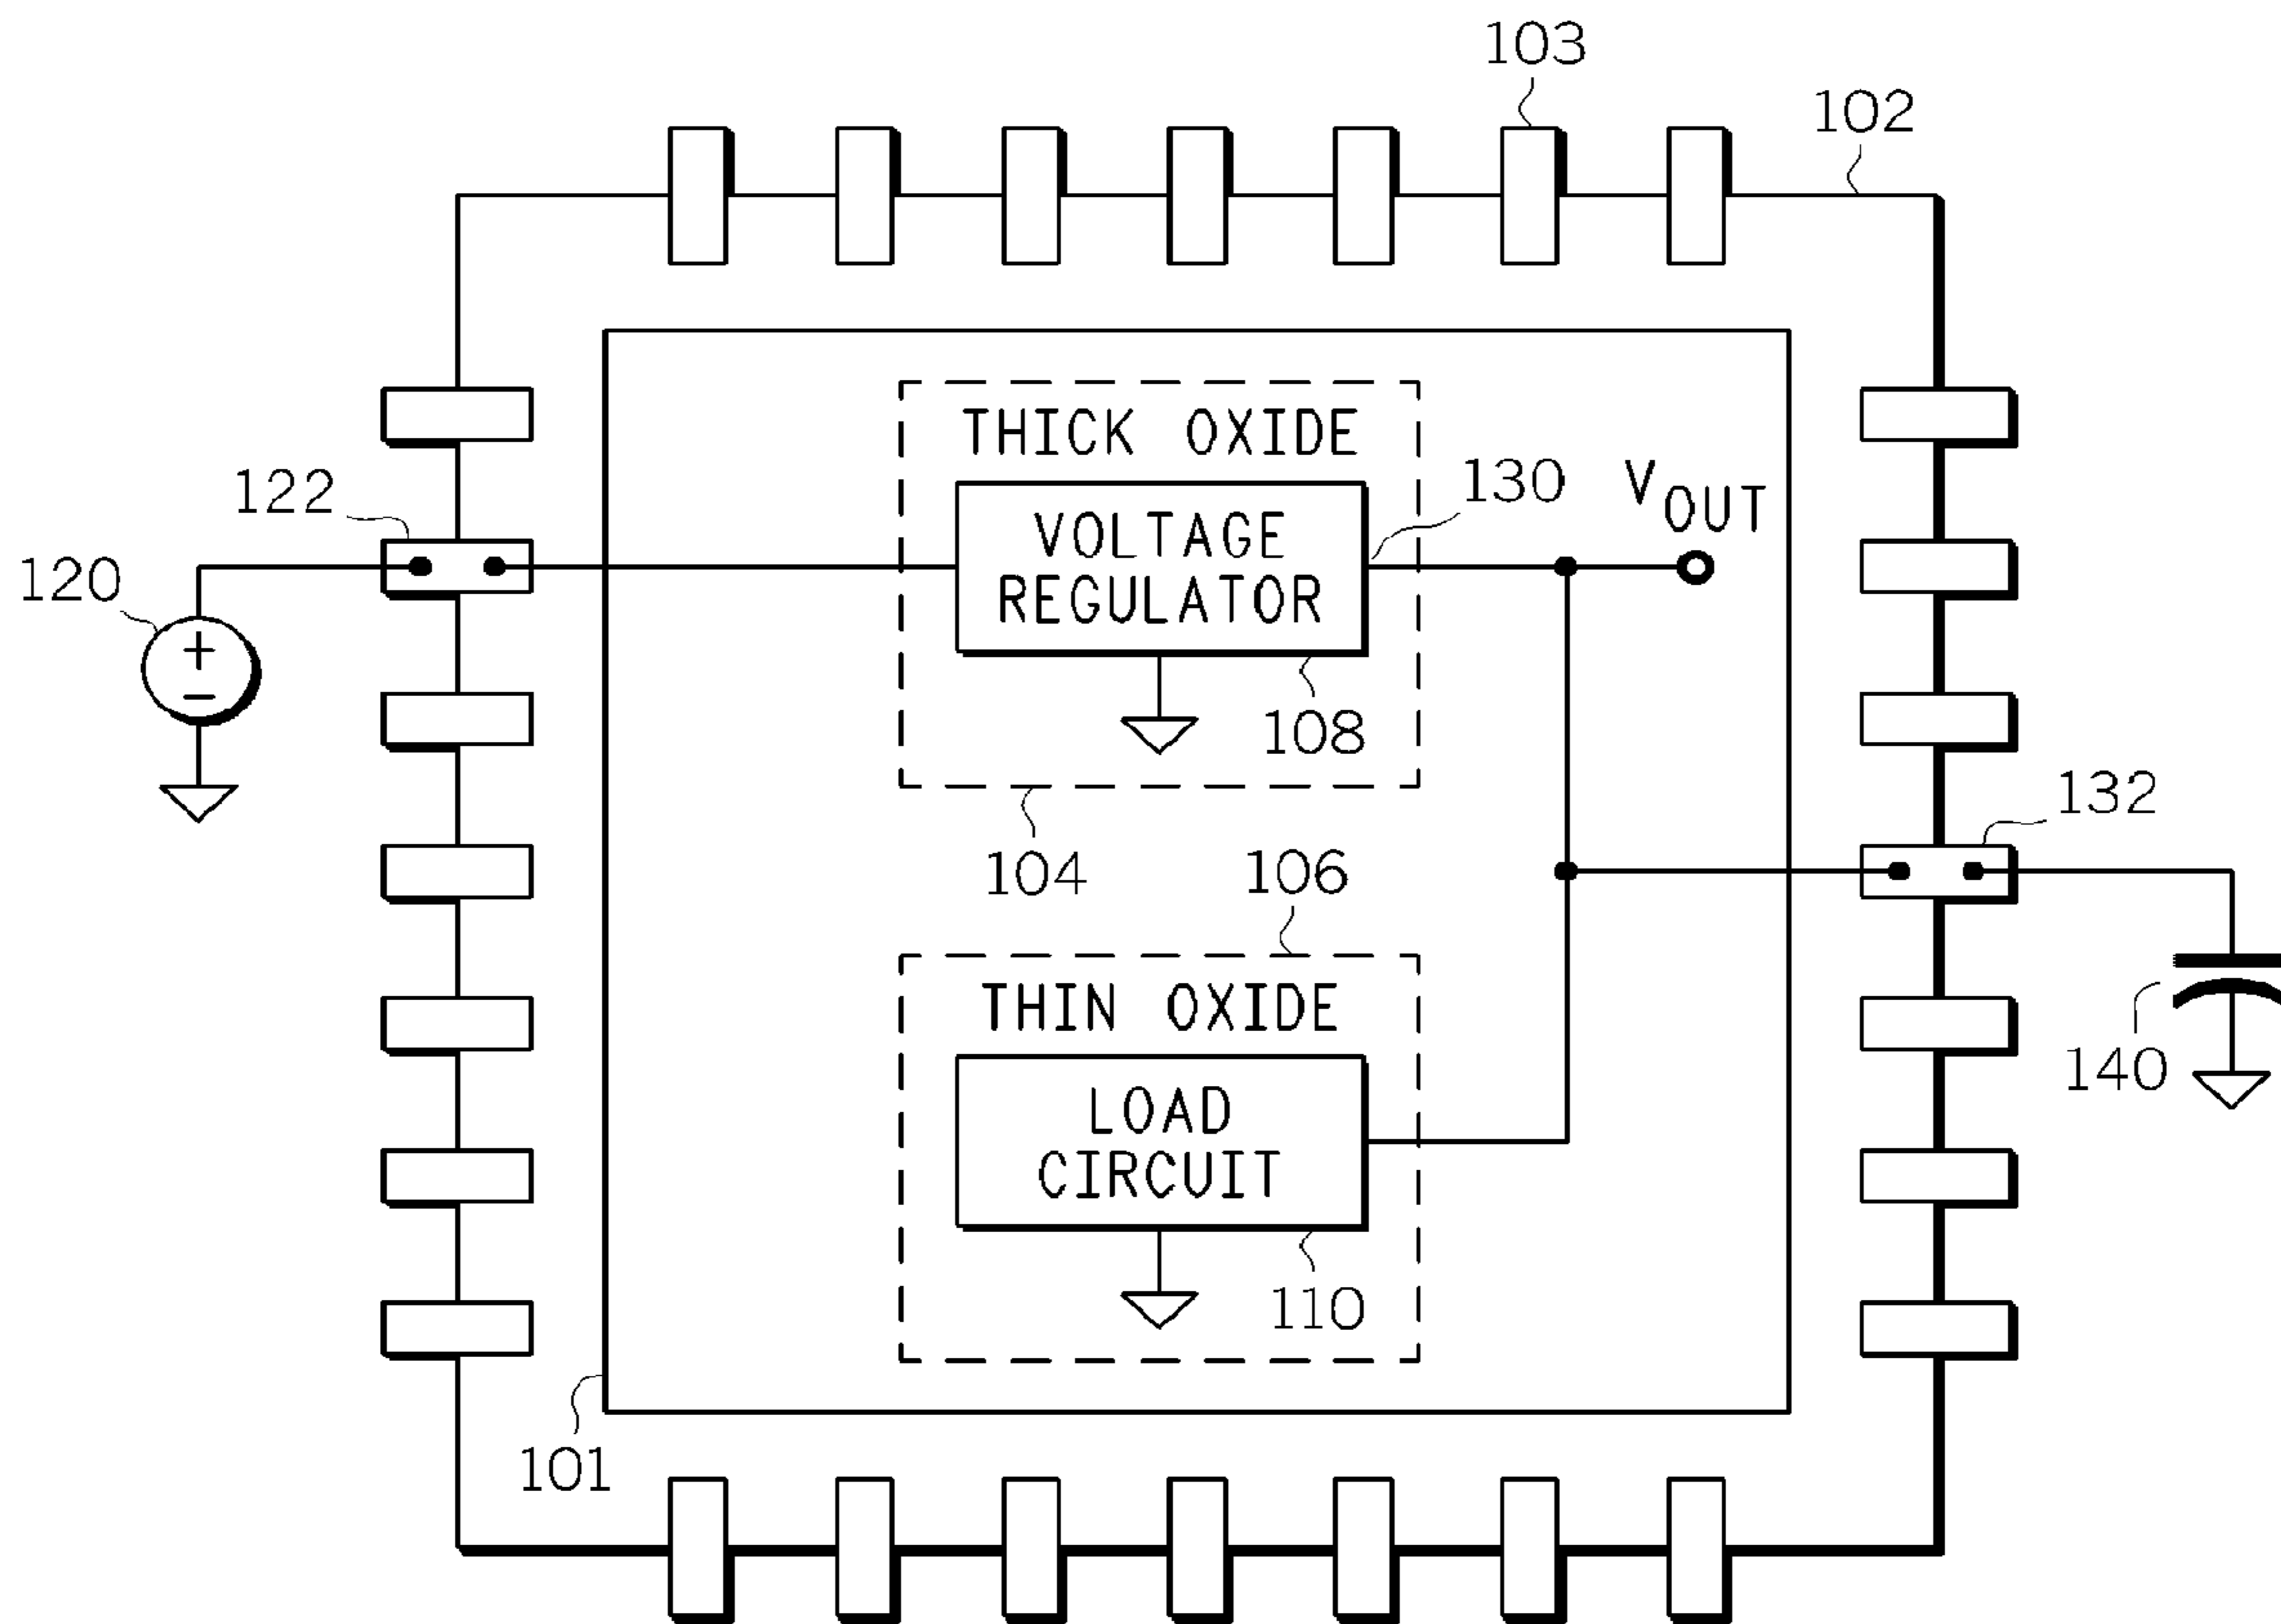 103
102
THICK OXIDE
130
V OUT
122
VOLTAGE
REGULATOR
120
+
−
108
132
104
106
THIN OXIDE
140
LOAD
CIRCUIT
110
101